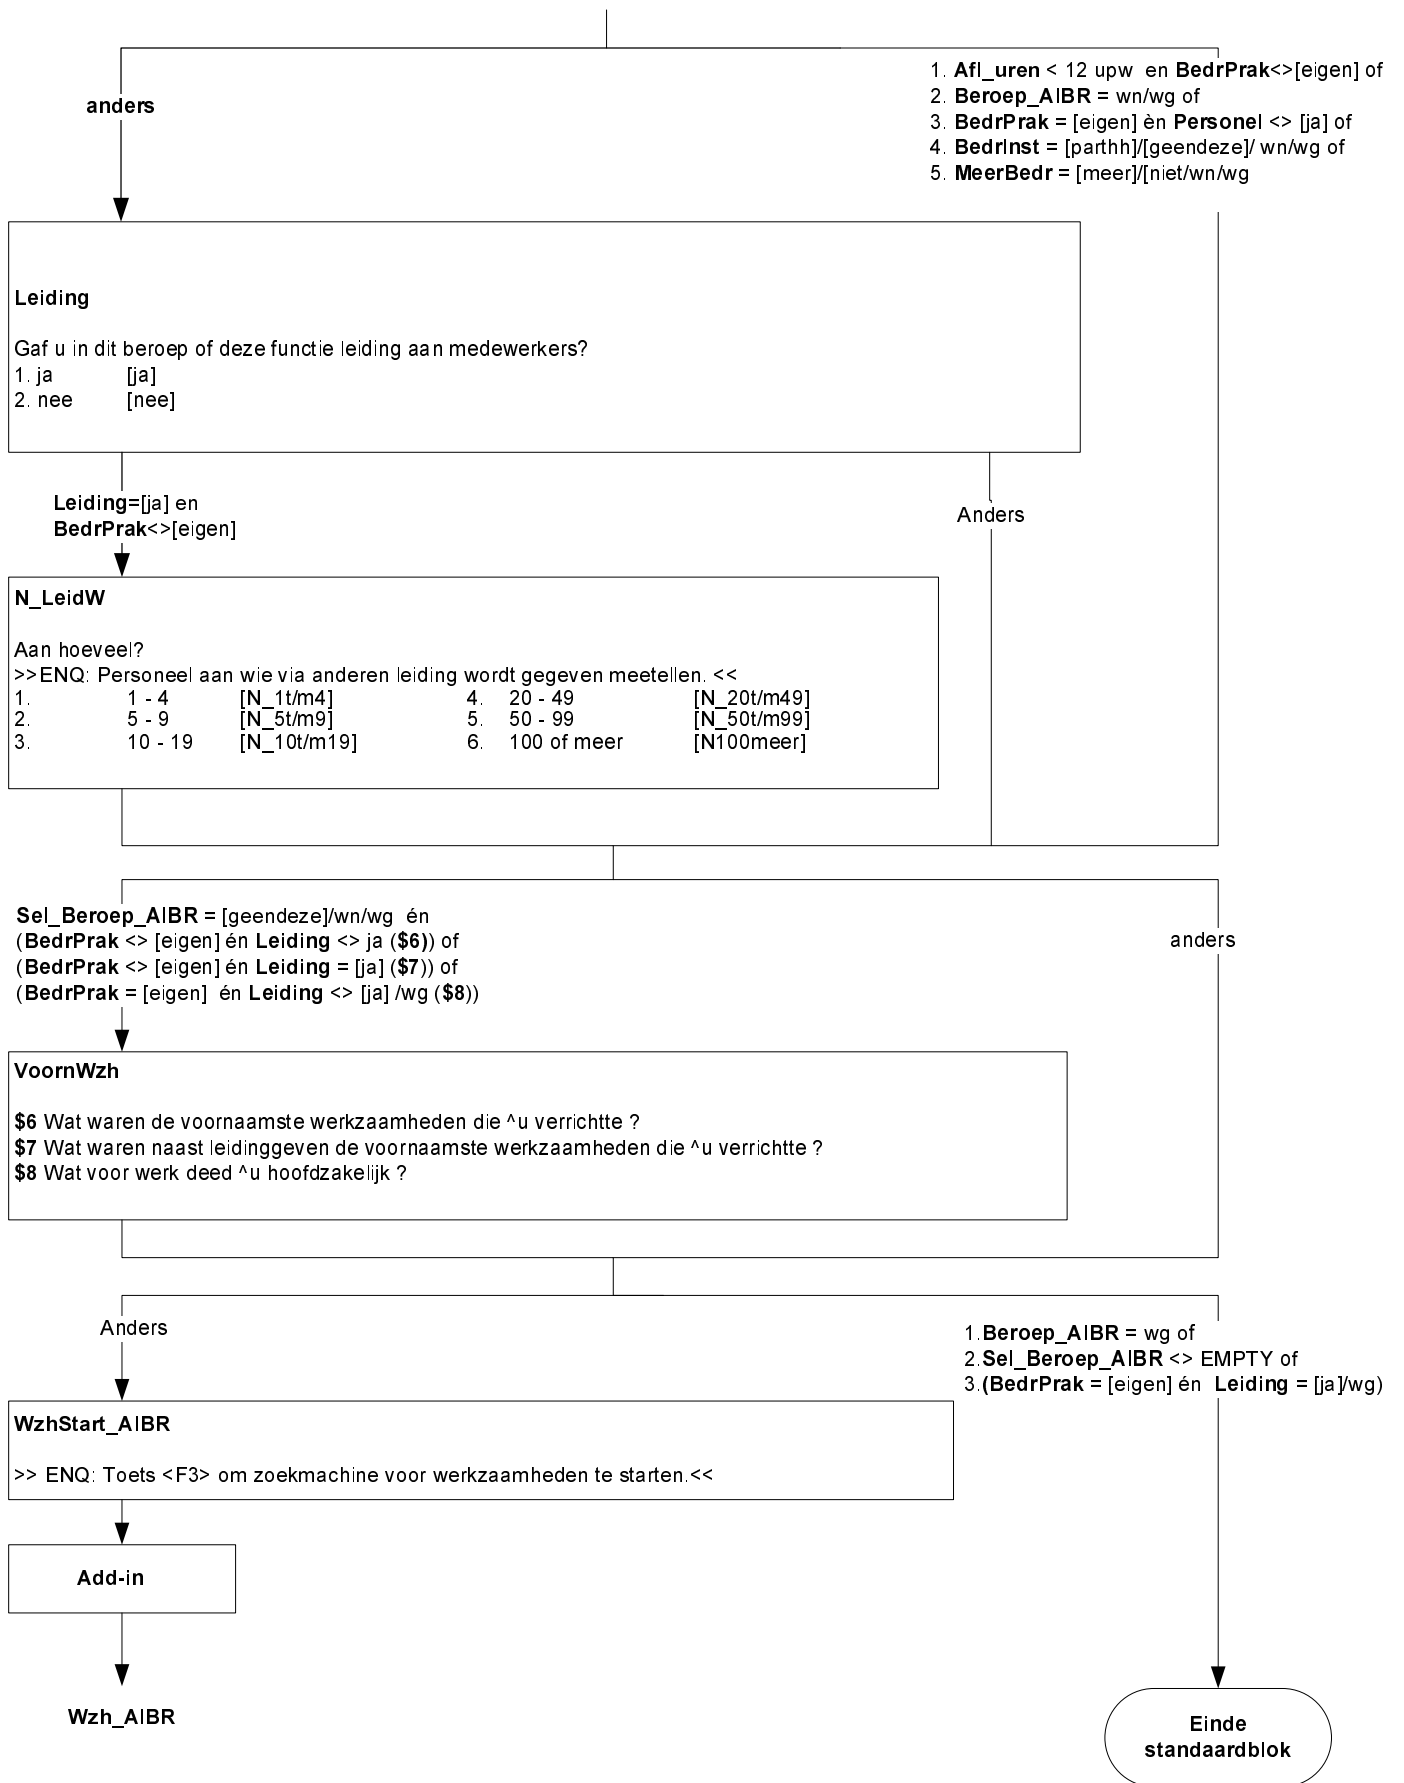 anders
1. Afl_uren < 12 upw en BedrPrak<>[eigen] of
2. Beroep_AlBR = wn/wg of
3. BedrPrak = [eigen] èn Personel <> [ja] of
4. BedrInst = [parthh]/[geendeze]/ wn/wg of
5. MeerBedr = [meer]/[niet/wn/wg
Leiding
Gaf u in dit beroep of deze functie leiding aan medewerkers?
1. ja [ja]
2. nee [nee]
Leiding=[ja] en
BedrPrak<>[eigen]
Anders
N_LeidW
Aan hoeveel?
>>ENQ: Personeel aan wie via anderen leiding wordt gegeven meetellen. <<
1. 1 - 4 [N_1t/m4] 4. 20 - 49 [N_20t/m49]
2. 5 - 9 [N_5t/m9] 5. 50 - 99 [N_50t/m99]
3. 10 - 19 [N_10t/m19] 6. 100 of meer [N100meer]
Sel_Beroep_AlBR = [geendeze]/wn/wg én
(BedrPrak <> [eigen] én Leiding <> ja ($6)) of
(BedrPrak <> [eigen] én Leiding = [ja] ($7)) of
(BedrPrak = [eigen] én Leiding <> [ja] /wg ($8))
anders
VoornWzh
$6 Wat waren de voornaamste werkzaamheden die ^u verrichtte ?
$7 Wat waren naast leidinggeven de voornaamste werkzaamheden die ^u verrichtte ?
$8 Wat voor werk deed ^u hoofdzakelijk ?
Anders
1.Beroep_AlBR = wg of
2.Sel_Beroep_AlBR <> EMPTY of
3.(BedrPrak = [eigen] én Leiding = [ja]/wg)
WzhStart_AlBR
>> ENQ: Toets <F3> om zoekmachine voor werkzaamheden te starten.<<
Add-in
Wzh_AlBR
Einde
standaardblok